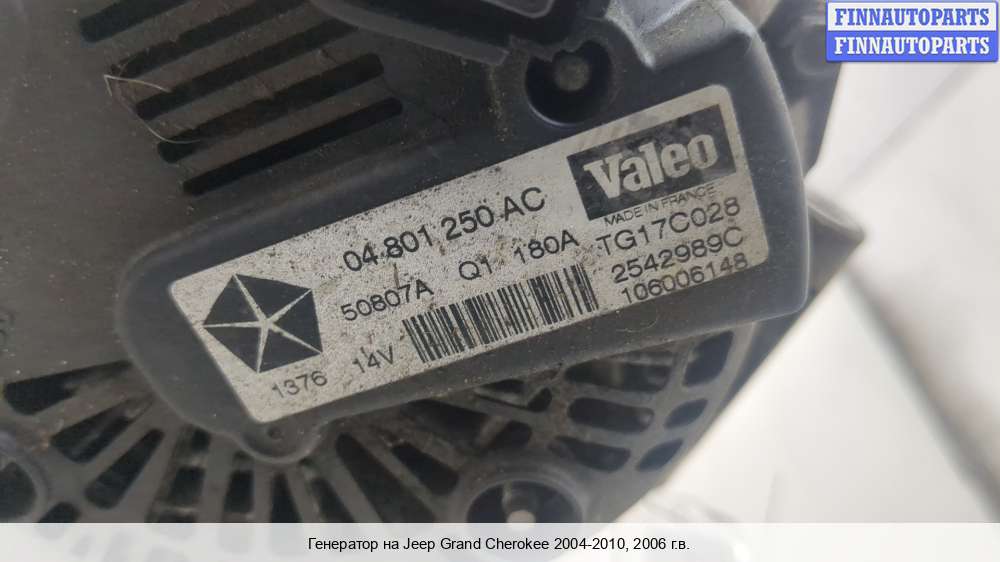 FINNAUTOPARTS
FINNAUTOPARTS
Valeo
MADE IN FRANCE
04 801 250 AC
TG17C028
50807A Q1 180A
2542989C
106006148
1376 14V
Генератор на Jeep Grand Cherokee 2004-2010, 2006 г.в.